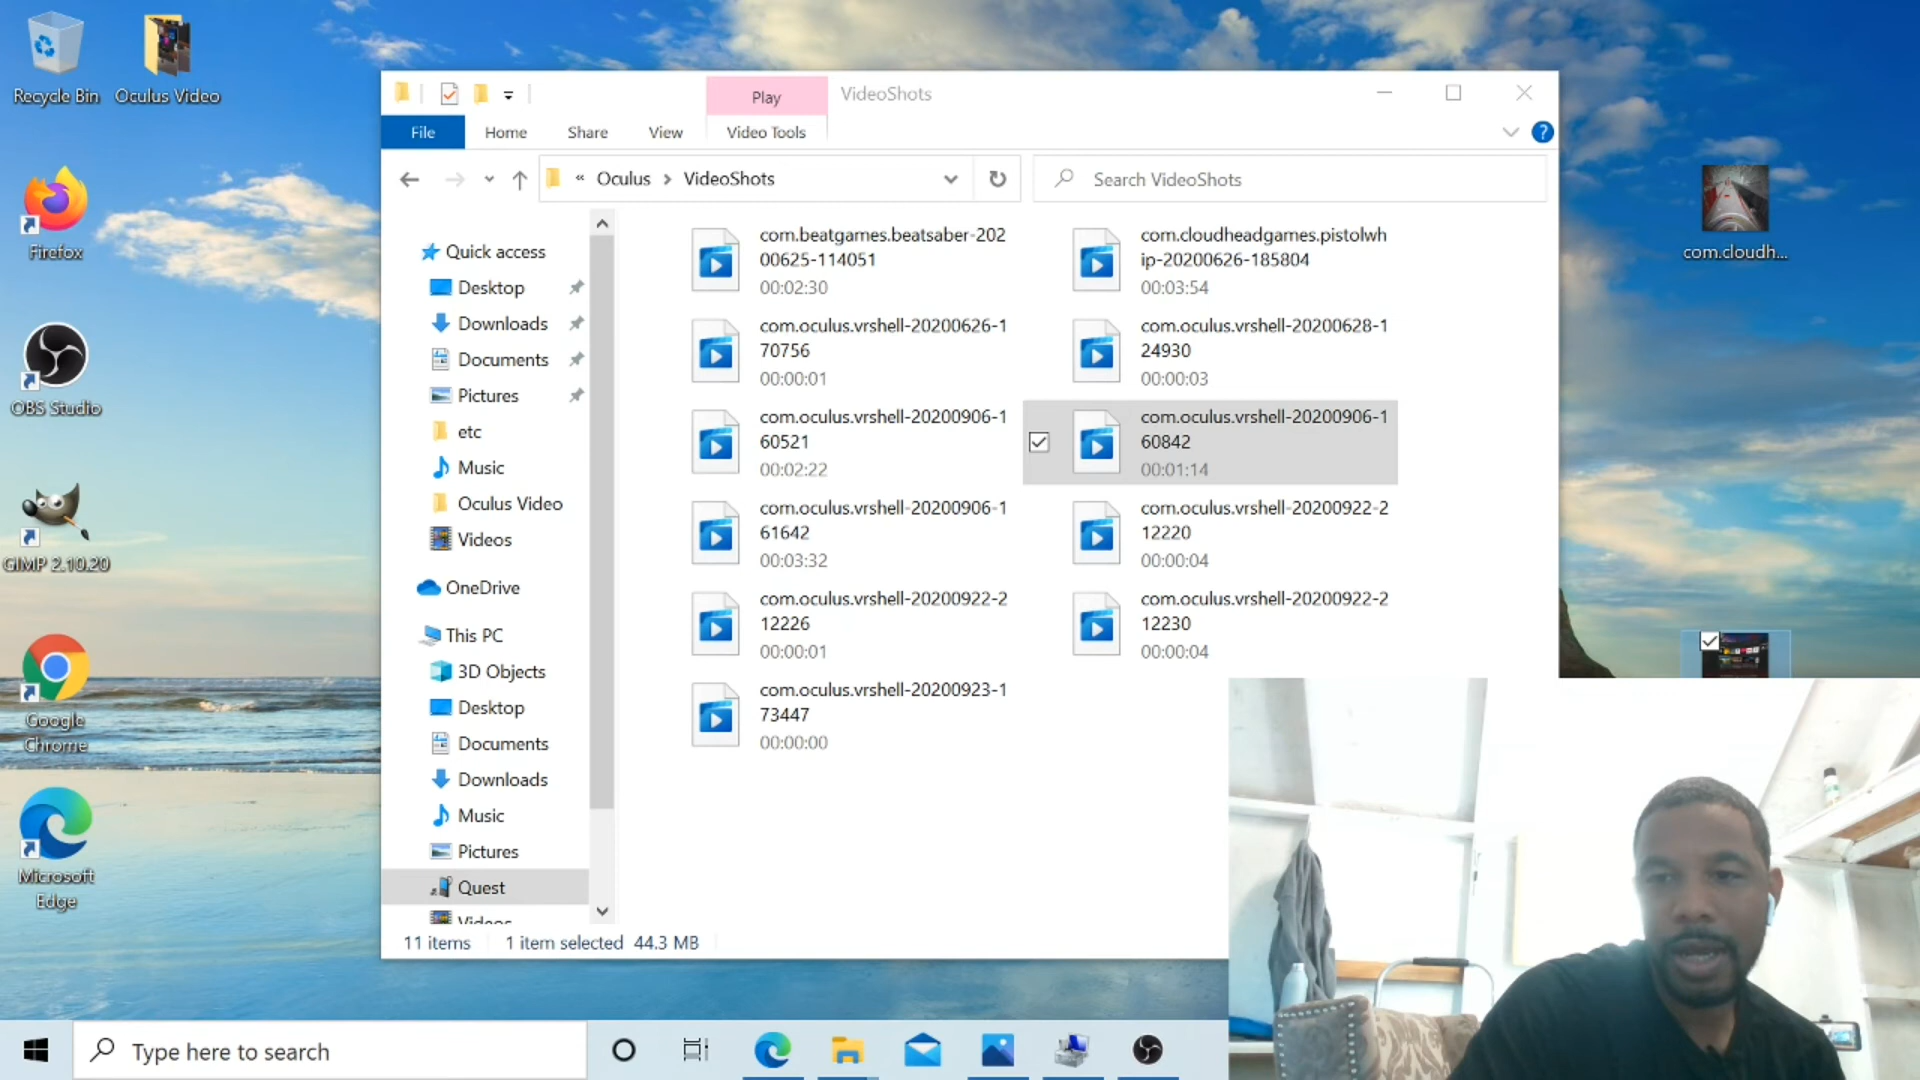 Recycle Bin
Oculus Video
Firefox
OBS Studio
GIMP 2.10.20
Google
Chrome
Microsoft
Edge
Play
VideoShots
File
Home
Share
View
Video Tools
?
« Oculus > VideoShots
Search VideoShots
Quick access
Desktop
Downloads
Documents
Pictures
etc
Music
Oculus Video
Videos
OneDrive
This PC
3D Objects
Desktop
Documents
Downloads
Music
Pictures
Quest
Videos
com.beatgames.beatsaber-202
00625-114051
00:02:30
com.cloudheadgames.pistolwh
ip-20200626-185804
00:03:54
com.oculus.vrshell-20200626-1
70756
00:00:01
com.oculus.vrshell-20200628-1
24930
00:00:03
com.oculus.vrshell-20200906-1
60521
00:02:22
com.oculus.vrshell-20200906-1
60842
00:01:14
com.oculus.vrshell-20200906-1
61642
00:03:32
com.oculus.vrshell-20200922-2
12220
00:00:04
com.oculus.vrshell-20200922-2
12226
00:00:01
com.oculus.vrshell-20200922-2
12230
00:00:04
com.oculus.vrshell-20200923-1
73447
00:00:00
11 items
1 item selected 44.3 MB
com.cloudh...
Type here to search